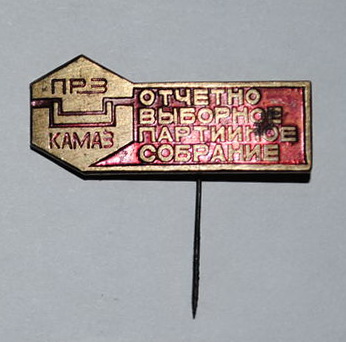 ПРЗ
КАМАЗ
ОТЧЕТНО
ВЫБОРНОЕ
ПАРТИЙНОЕ
СОБРАНИЕ